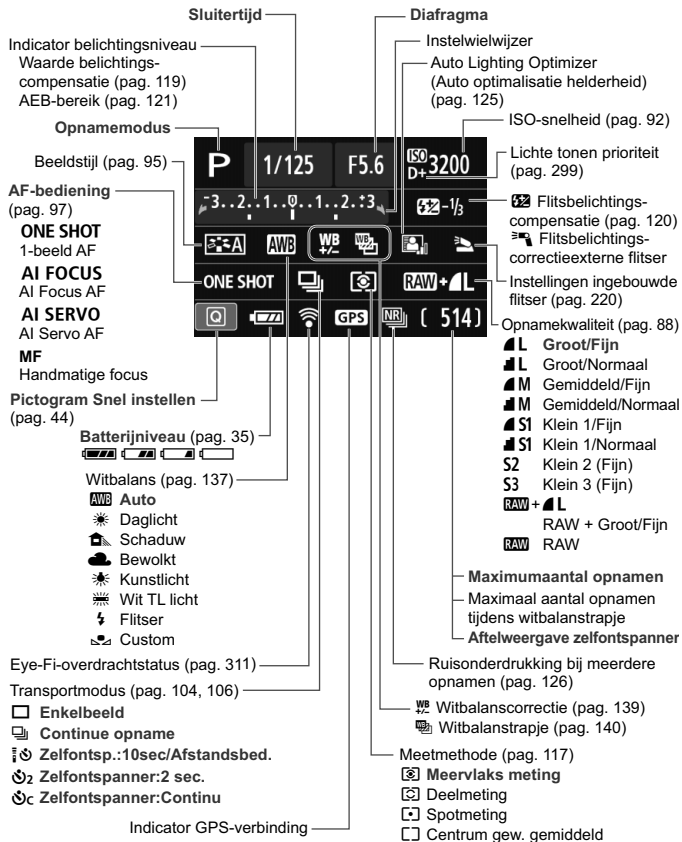 Sluitertijd
Diafragma
Indicator belichtingsniveau
Waarde belichtings-
compensatie (pag. 119)
AEB-bereik (pag. 121)
Instelwielwijzer
Auto Lighting Optimizer
(Auto optimalisatie helderheid)
(pag. 125)
ISO-snelheid (pag. 92)
Opnamemodus
Beeldstijl (pag. 95)
Lichte tonen prioriteit
(pag. 299)
AF-bediening
(pag. 97)
ONE SHOT
1-beeld AF
AI FOCUS
AI Focus AF
AI SERVO
AI Servo AF
MF
Handmatige focus
Pictogram Snel instellen
(pag. 44)
P 1/125 F5.6 ISO D+ 3200
-3..2..1..0..1..2..+3 -1/3
A AWB WB +/- WB
ONE SHOT RAW+ L
Q GPS NR ( 514)
Flitsbelichtings-
compensatie (pag. 120)
Flitsbelichtings-
correctieexterne flitser
Instellingen ingebouwde
flitser (pag. 220)
Opnamekwaliteit (pag. 88)
L Groot/Fijn
L Groot/Normaal
M Gemiddeld/Fijn
M Gemiddeld/Normaal
S1 Klein 1/Fijn
S1 Klein 1/Normaal
S2 Klein 2 (Fijn)
S3 Klein 3 (Fijn)
RAW + L
RAW + Groot/Fijn
RAW RAW
Batterijniveau (pag. 35)
Witbalans (pag. 137)
AWB Auto
Daglicht
Schaduw
Bewolkt
Kunstlicht
Wit TL licht
Flitser
Custom
Maximumaantal opnamen
Maximaal aantal opnamen
tijdens witbalanstrapje
Aftelweergave zelfontspanner
Eye-Fi-overdrachtstatus (pag. 311)
Ruisonderdrukking bij meerdere
opnamen (pag. 126)
Transportmodus (pag. 104, 106)
Enkelbeeld
Continue opname
Zelfontsp.:10sec/Afstandsbed.
2 Zelfontspanner:2 sec.
C Zelfontspanner:Continu
WB +/- Witbalanscorrectie (pag. 139)
WB Witbalanstrapje (pag. 140)
Meetmethode (pag. 117)
Meervlaks meting
Deelmeting
Spotmeting
Centrum gew. gemiddeld
Indicator GPS-verbinding